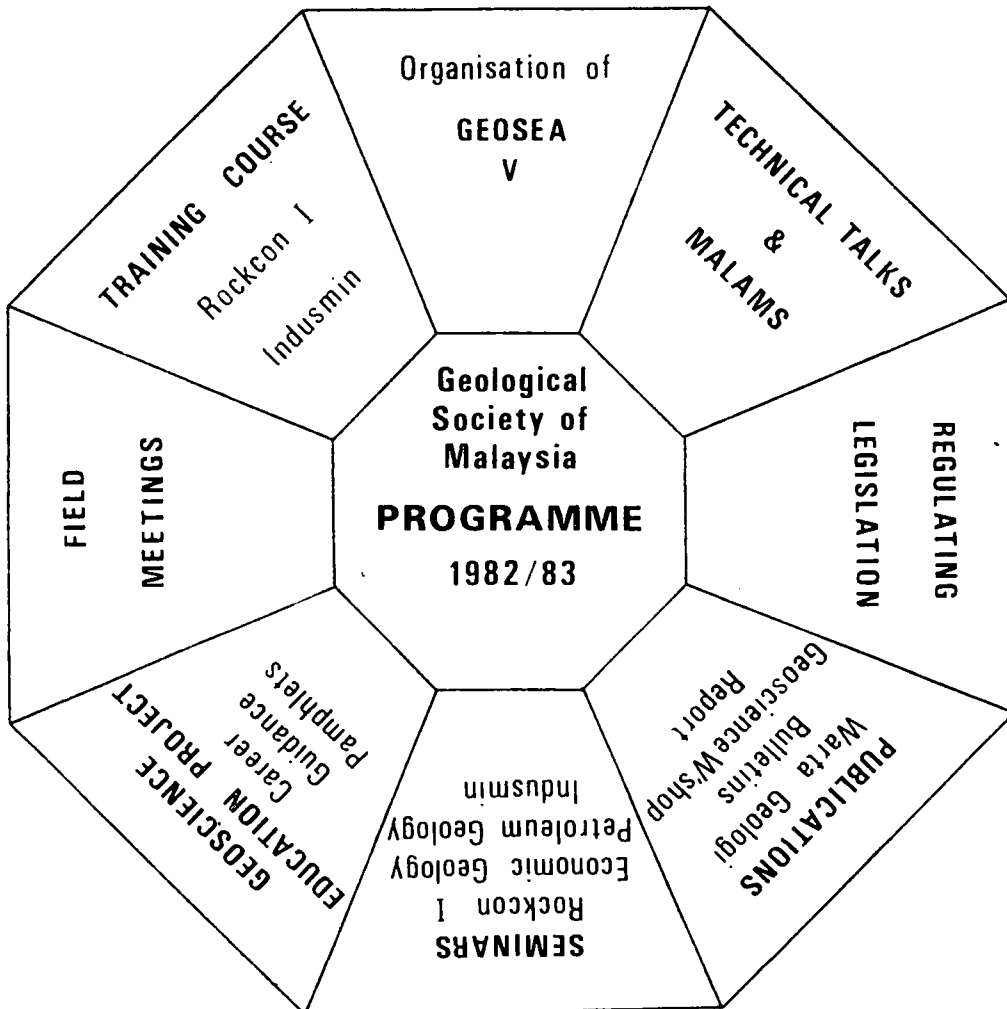 Organisation of
GEOSEA
V
TECHNICAL TALKS
&
MALAMS
REGULATING
LEGISLATION
PUBLICATIONS
Warta Geologi
Bulletins
Geoscience W'shop
Report
SEMINARS
Rockcon I
Economic Geology
Petroleum Geology
Indusmin
GEOSCIENCE
EDUCATION PROJECT
Career
Guidance
Pamphlets
FIELD
MEETINGS
TRAINING COURSE
Rockcon I
Indusmin
Geological
Society of
Malaysia
PROGRAMME
1982/83